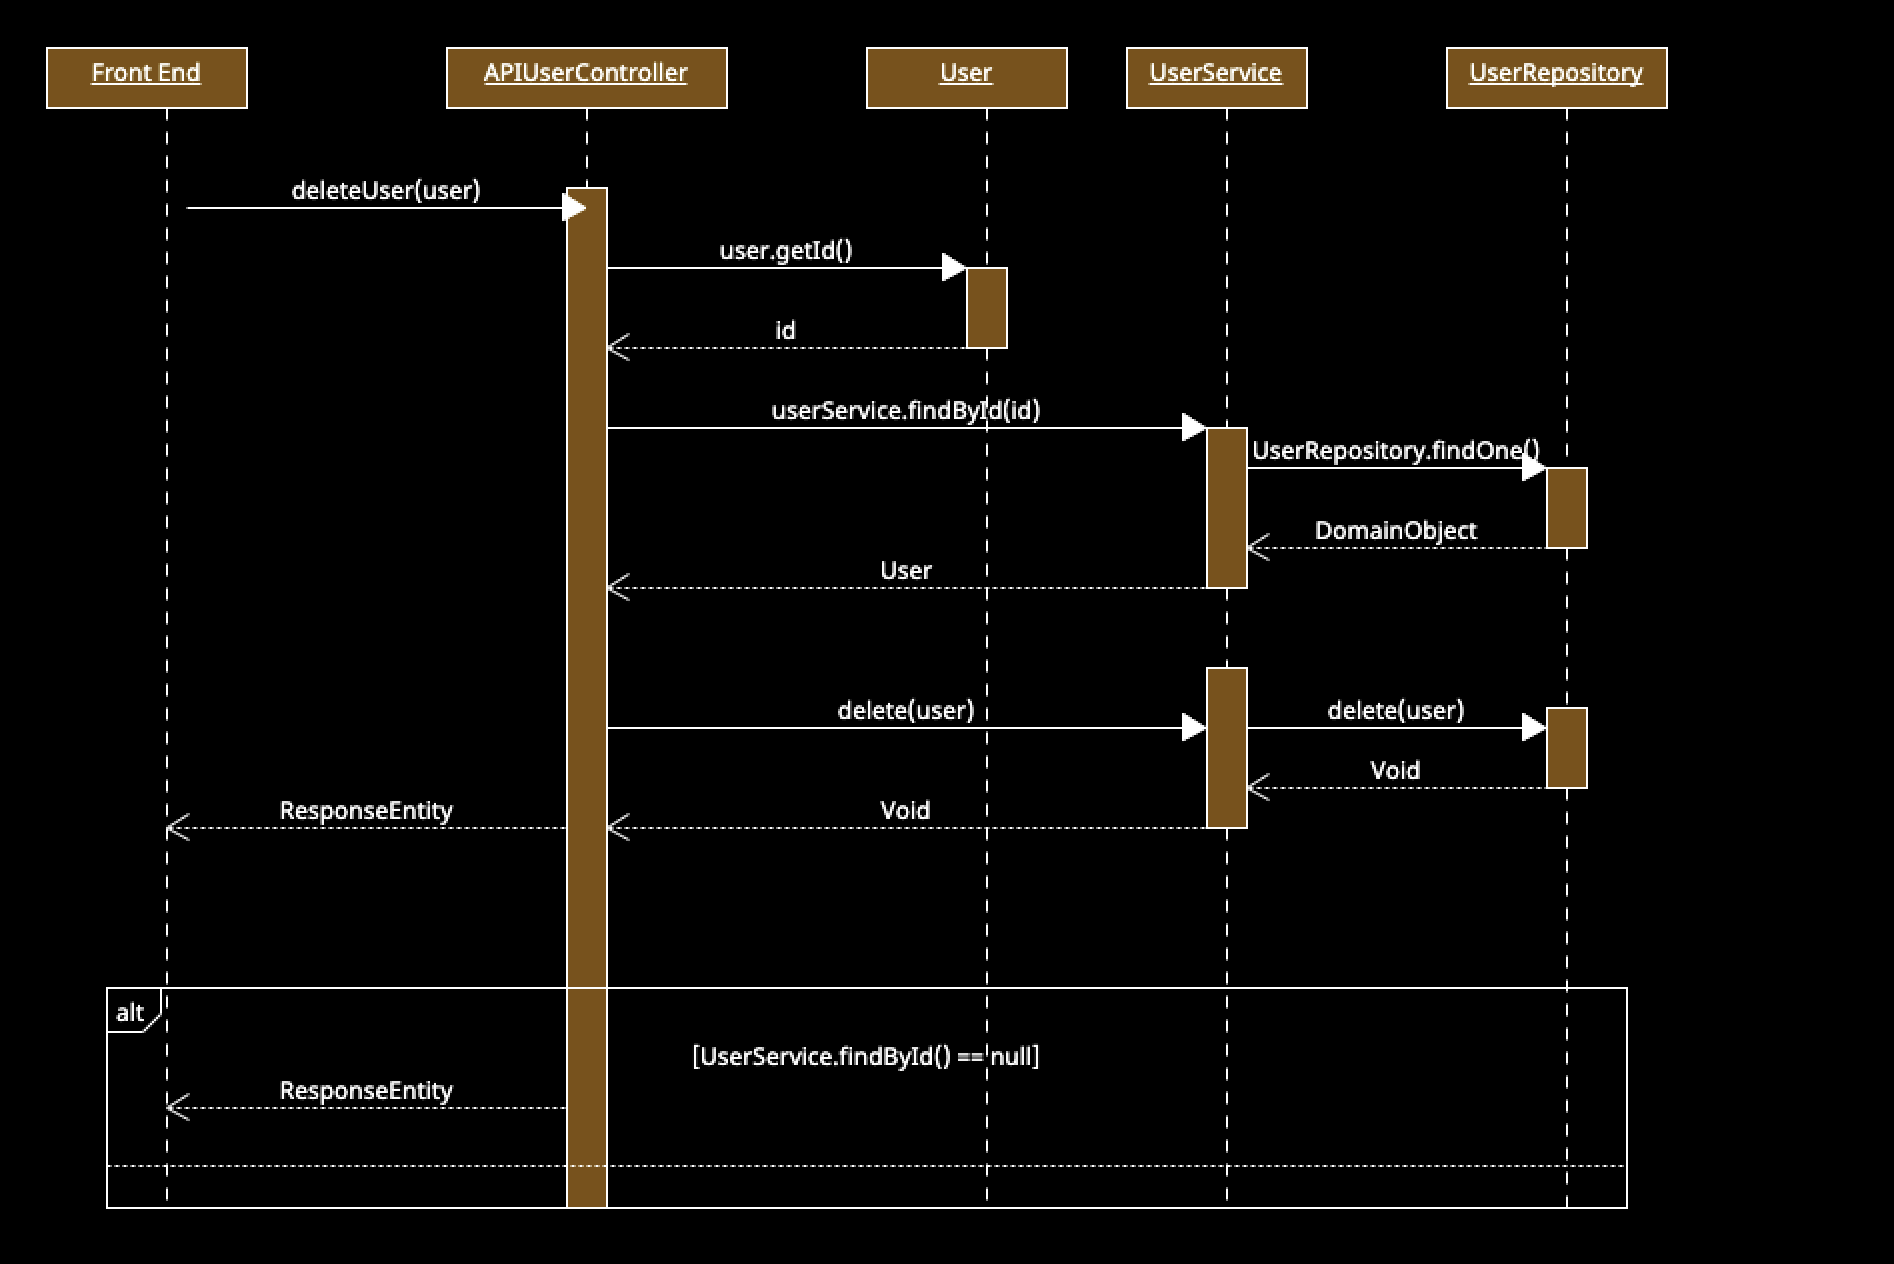 Front End
APIUserController
User
UserService
UserRepository
deleteUser(user)
user.getId()
id
userService.findById(id)
UserRepository.findOne()
DomainObject
User
delete(user)
delete(user)
Void
ResponseEntity
Void
alt
[UserService.findById() == null]
ResponseEntity